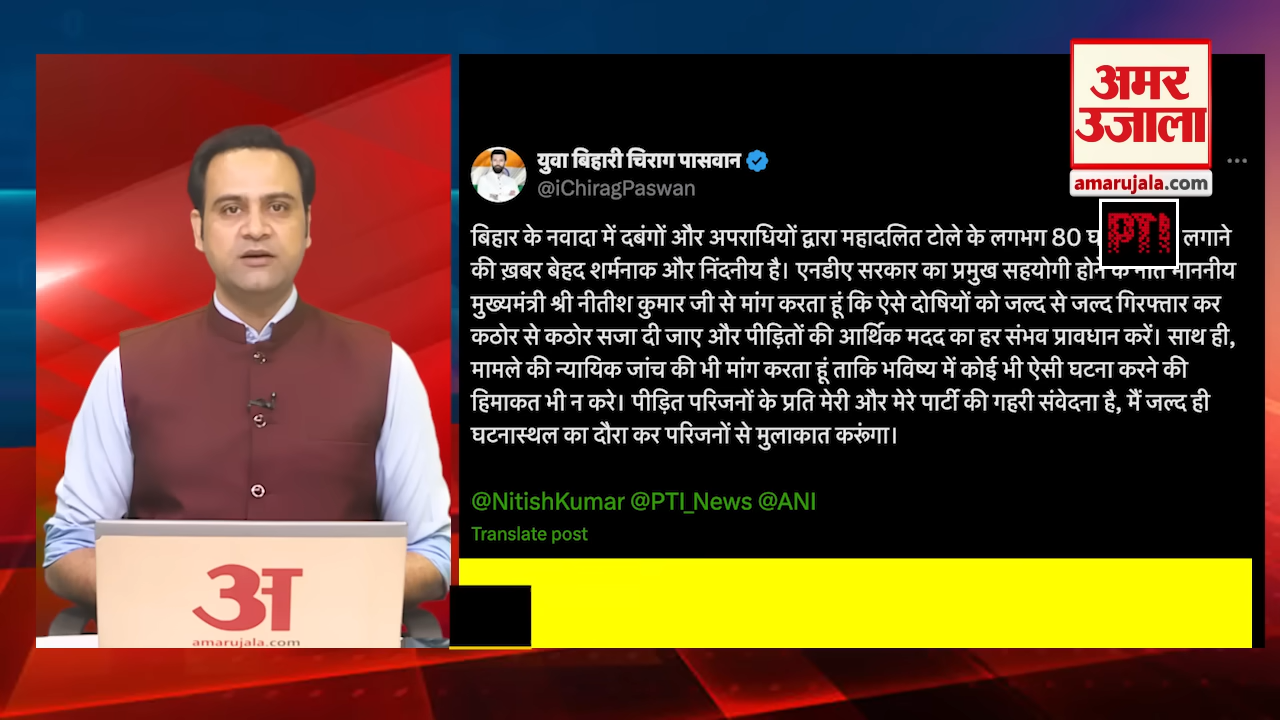 अमर
उजाला
amarujala.com
PTI
युवा बिहारी चिराग पासवान
@iChiragPaswan
बिहार के नवादा में दबंगों और अपराधियों द्वारा महादलित टोले के लगभग 80 लगाने
की ख़बर बेहद शर्मनाक और निंदनीय है। एनडीए सरकार का प्रमुख सहयोगी होने के नाते माननीय
मुख्यमंत्री श्री नीतीश कुमार जी से मांग करता हूं कि ऐसे दोषियों को जल्द से जल्द गिरफ्तार कर
कठोर से कठोर सजा दी जाए और पीड़ितों की आर्थिक मदद का हर संभव प्रावधान करें। साथ ही,
मामले की न्यायिक जांच की भी मांग करता हूं ताकि भविष्य में कोई भी ऐसी घटना करने की
हिमाकत भी न करे। पीड़ित परिजनों के प्रति मेरी और मेरे पार्टी की गहरी संवेदना है, मैं जल्द ही
घटनास्थल का दौरा कर परिजनों से मुलाकात करूंगा।
@NitishKumar @PTI_News @ANI
Translate post
अ
amarujala.com